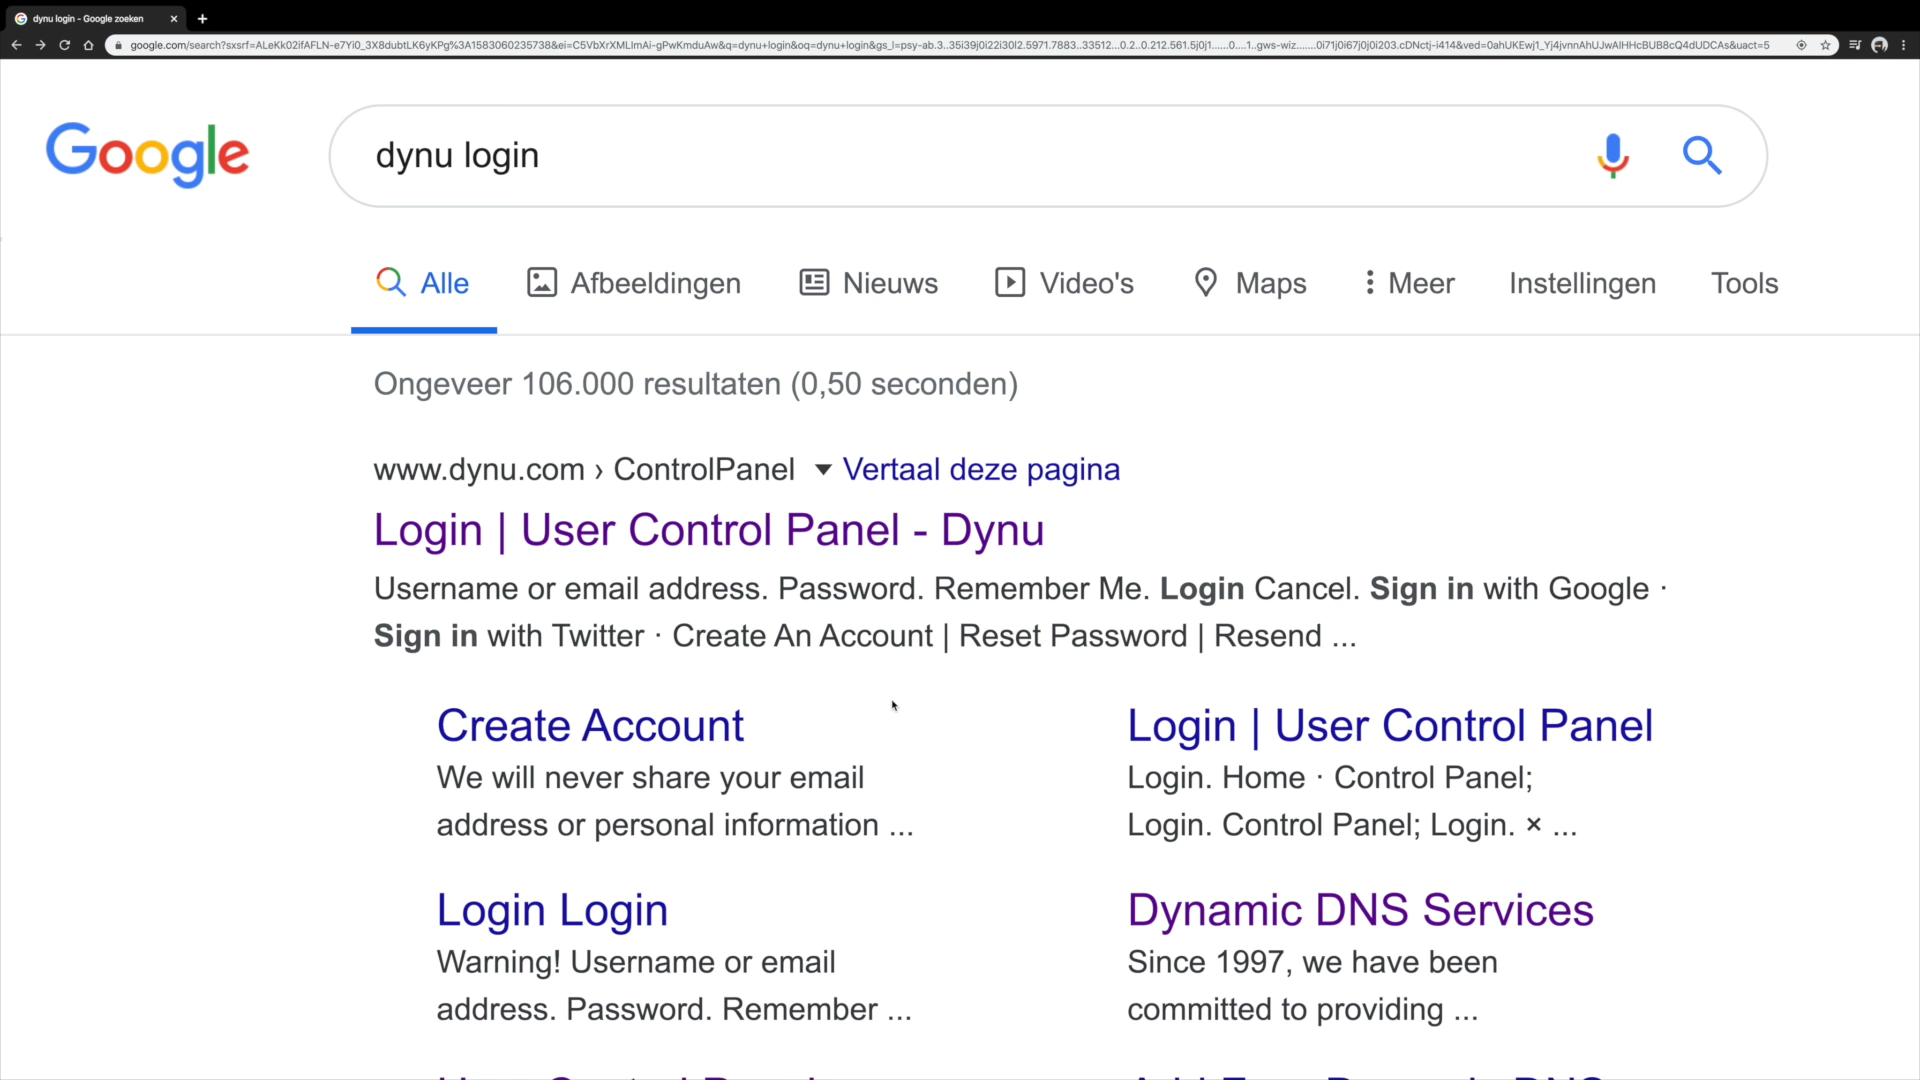 dynu login - Google zoeken
Google
dynu login
Alle
Afbeeldingen
Nieuws
Video's
Maps
Meer
Instellingen
Tools
Ongeveer 106.000 resultaten (0,50 seconden)
www.dynu.com › ControlPanel Vertaal deze pagina
Login | User Control Panel - Dynu
Username or email address. Password. Remember Me. Login Cancel. Sign in with Google ·
Sign in with Twitter · Create An Account | Reset Password | Resend ...
Create Account
We will never share your email
address or personal information ...
Login | User Control Panel
Login. Home · Control Panel;
Login. Control Panel; Login. × ...
Login Login
Warning! Username or email
address. Password. Remember ...
Dynamic DNS Services
Since 1997, we have been
committed to providing ...